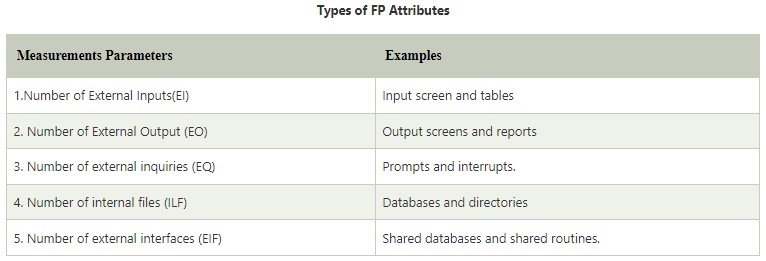 Types of FP Attributes
Measurements Parameters Examples
1.Number of External Inputs(EI) Input screen and tables
2. Number of External Output (EO) Output screens and reports
3. Number of external inquiries (EQ) Prompts and interrupts.
4. Number of internal files (ILF) Databases and directories
5. Number of external interfaces (EIF) Shared databases and shared routines.